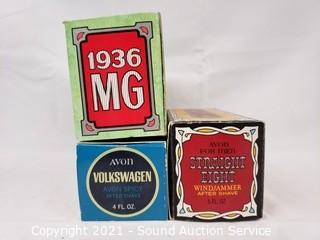 1936
MG
Avon
VOLKSWAGEN
AVON SPICY
AFTER SHAVE
4 FL. OZ.
AVON
FOR MEN
STRAIGHT
EIGHT
WINDJAMMER
AFTER SHAVE
5 FL. OZ.
Copyright 2021 - Sound Auction Service